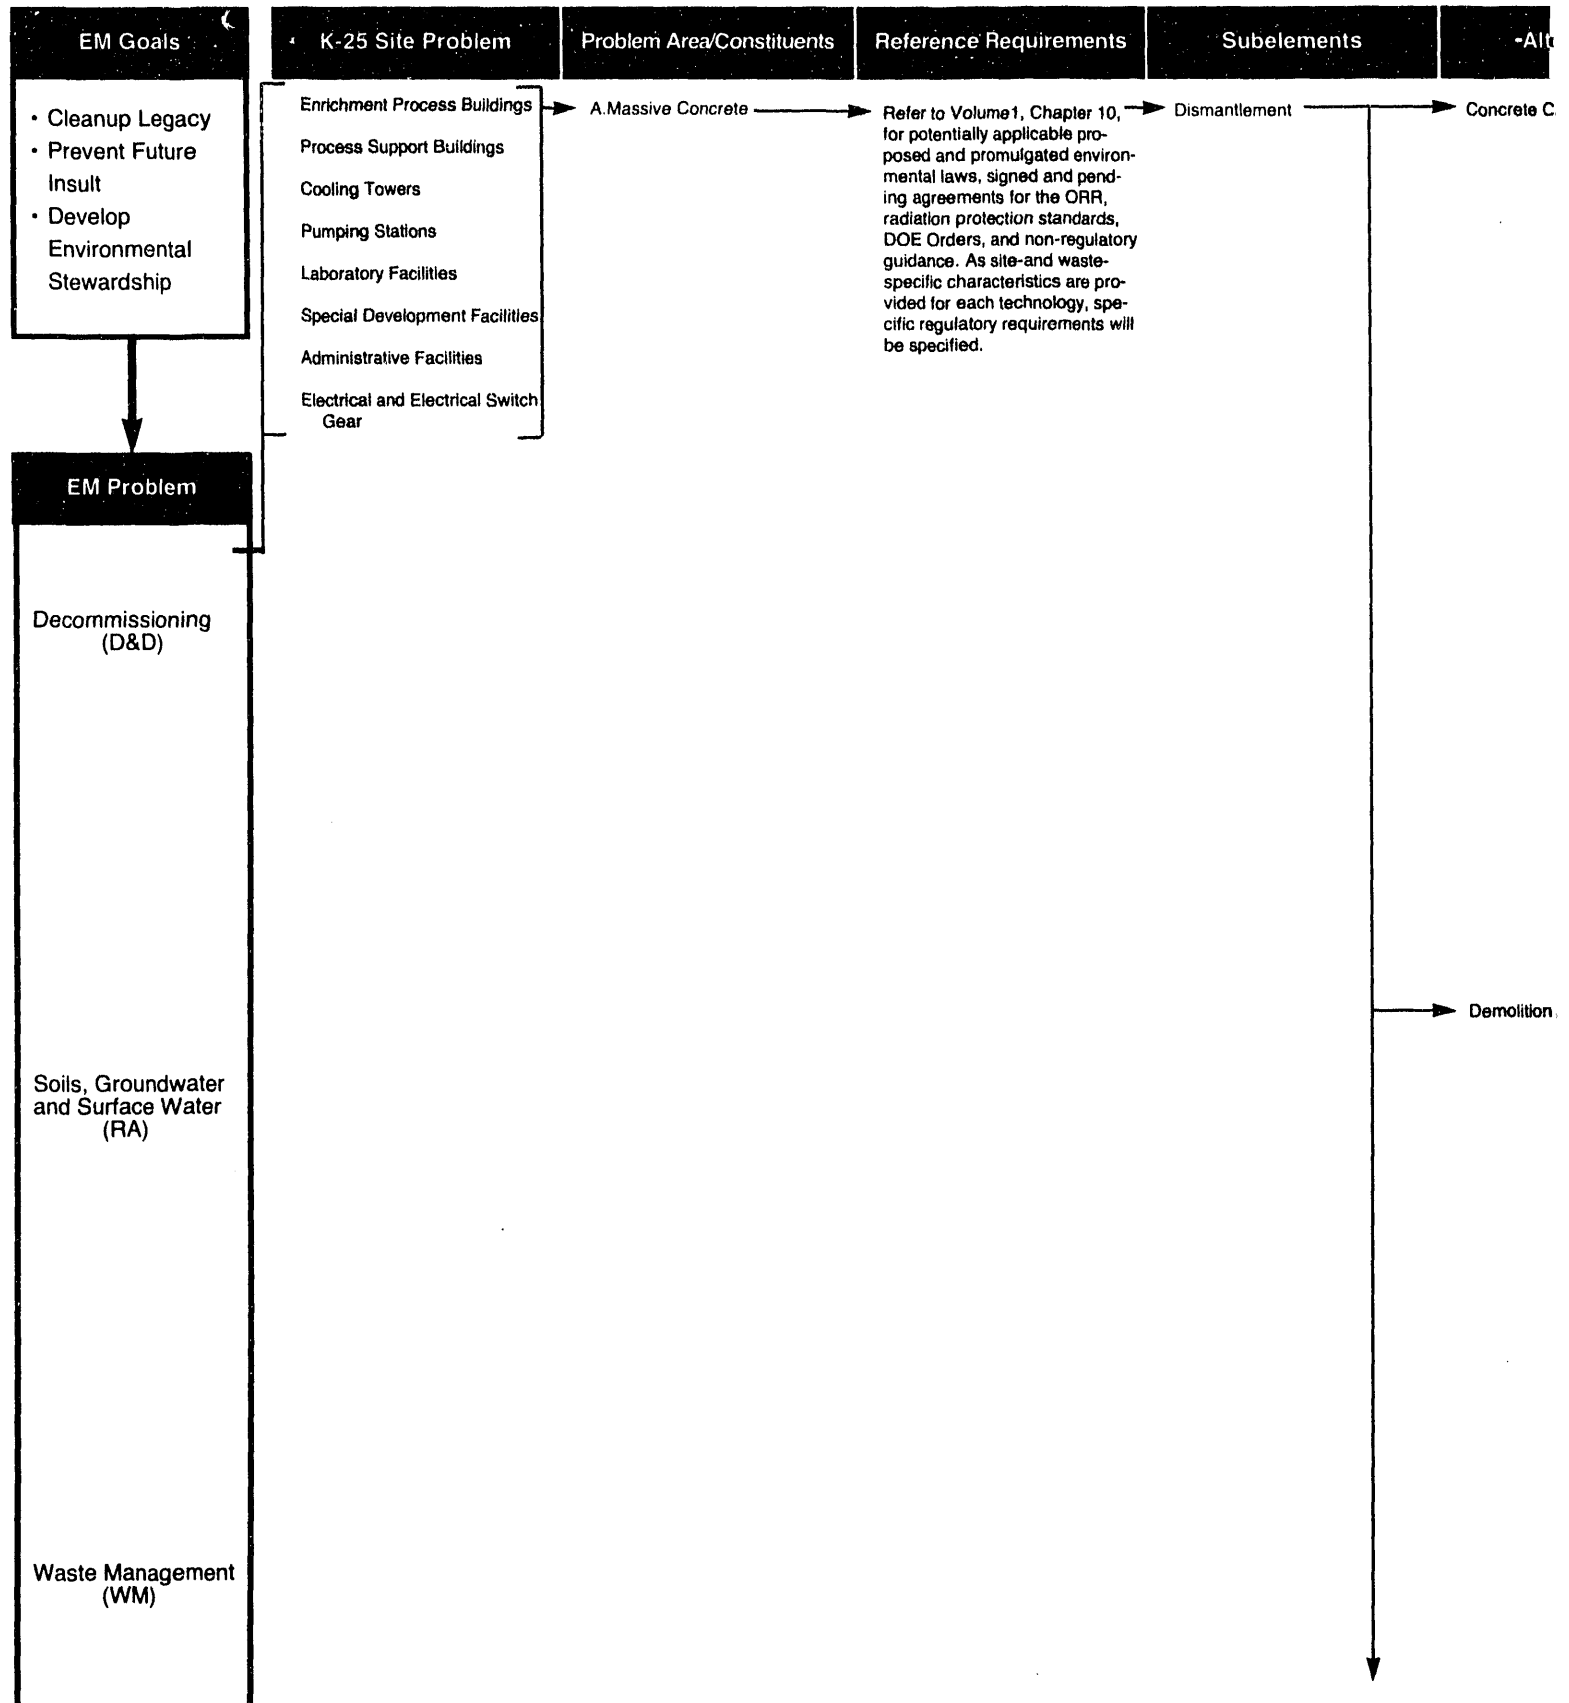 EM Goals
• Cleanup Legacy
• Prevent Future
Insult
• Develop
Environmental
Stewardship
EM Problem
Decommissioning
(D&D)
Soils, Groundwater
and Surface Water
(RA)
Waste Management
(WM)
K-25 Site Problem
Enrichment Process Buildings
Process Support Buildings
Cooling Towers
Pumping Stations
Laboratory Facilities
Special Development Facilities
Administrative Facilities
Electrical and Electrical Switch
Gear
Problem Area/Constituents
A.Massive Concrete
Reference Requirements
Refer to Volume1, Chapter 10,
for potentially applicable pro-
posed and promulgated environ-
mental laws, signed and pend-
ing agreements for the ORR,
radiation protection standards,
DOE Orders, and non-regulatory
guidance. As site-and waste-
specific characteristics are pro-
vided for each technology, spe-
cific regulatory requirements will
be specified.
Subelements
Dismantlement
Concrete
Demolition